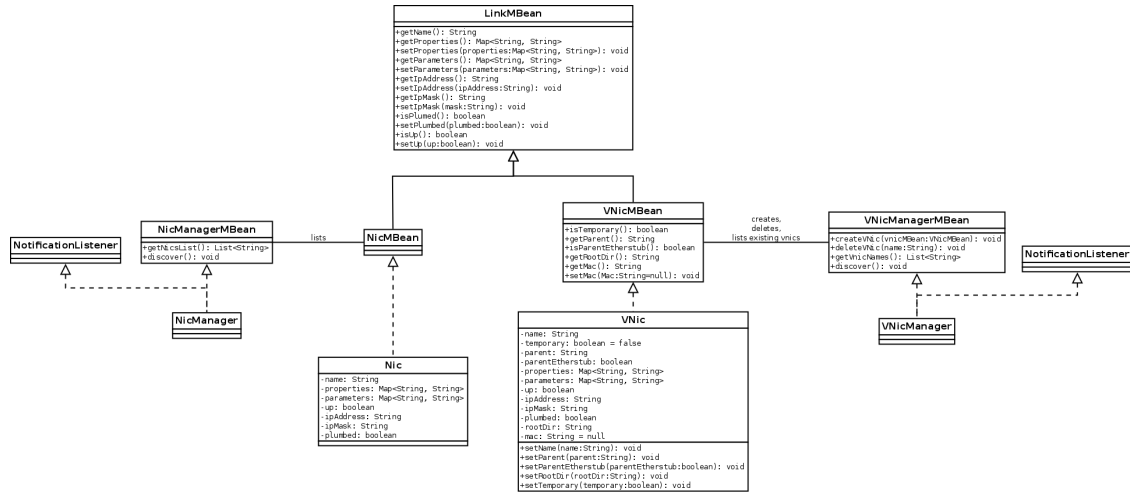 LinkMBean
+getName(): String
+getProperties(): Map<String, String>
+setProperties(properties:Map<String, String>): void
+getParameters(): Map<String, String>
+setParameters(parameters:Map<String, String>): void
+getIpAddress(): String
+setIpAddress(ipAddress:String): void
+getIpMask(): String
+setIpMask(mask:String): void
+isPlumed(): boolean
+setPlumbed(plumbed:boolean): void
+isUp(): boolean
+setUp(up:boolean): void
NotificationListener
NicManagerMBean
+getNicsList(): List<String>
+discover(): void
lists
NicMBean
VNicMBean
+isTemporary(): boolean
+getParent(): String
+isParentEtherstub(): boolean
+getRootDir(): String
+getMac(): String
+setMac(Mac:String=null): void
creates,
deletes,
lists existing vnics
VNicManagerMBean
+createVNic(vnicMBean:VNicMBean): void
+deleteVNic(name:String): void
+getVnicNames(): List<String>
+discover(): void
NotificationListener
NicManager
VNicManager
Nic
-name: String
-properties: Map<String, String>
-parameters: Map<String, String>
-up: boolean
-ipAddress: String
-ipMask: String
-plumbed: boolean
VNic
-name: String
-temporary: boolean = false
-parent: String
-parentEtherstub: boolean
-properties: Map<String, String>
-parameters: Map<String, String>
-up: boolean
-ipAddress: String
-ipMask: String
-plumbed: boolean
-rootDir: String
-mac: String = null
+setName(name:String): void
+setParent(parent:String): void
+setParentEtherstub(parentEtherstub:boolean): void
+setRootDir(rootDir:String): void
+setTemporary(temporary:boolean): void